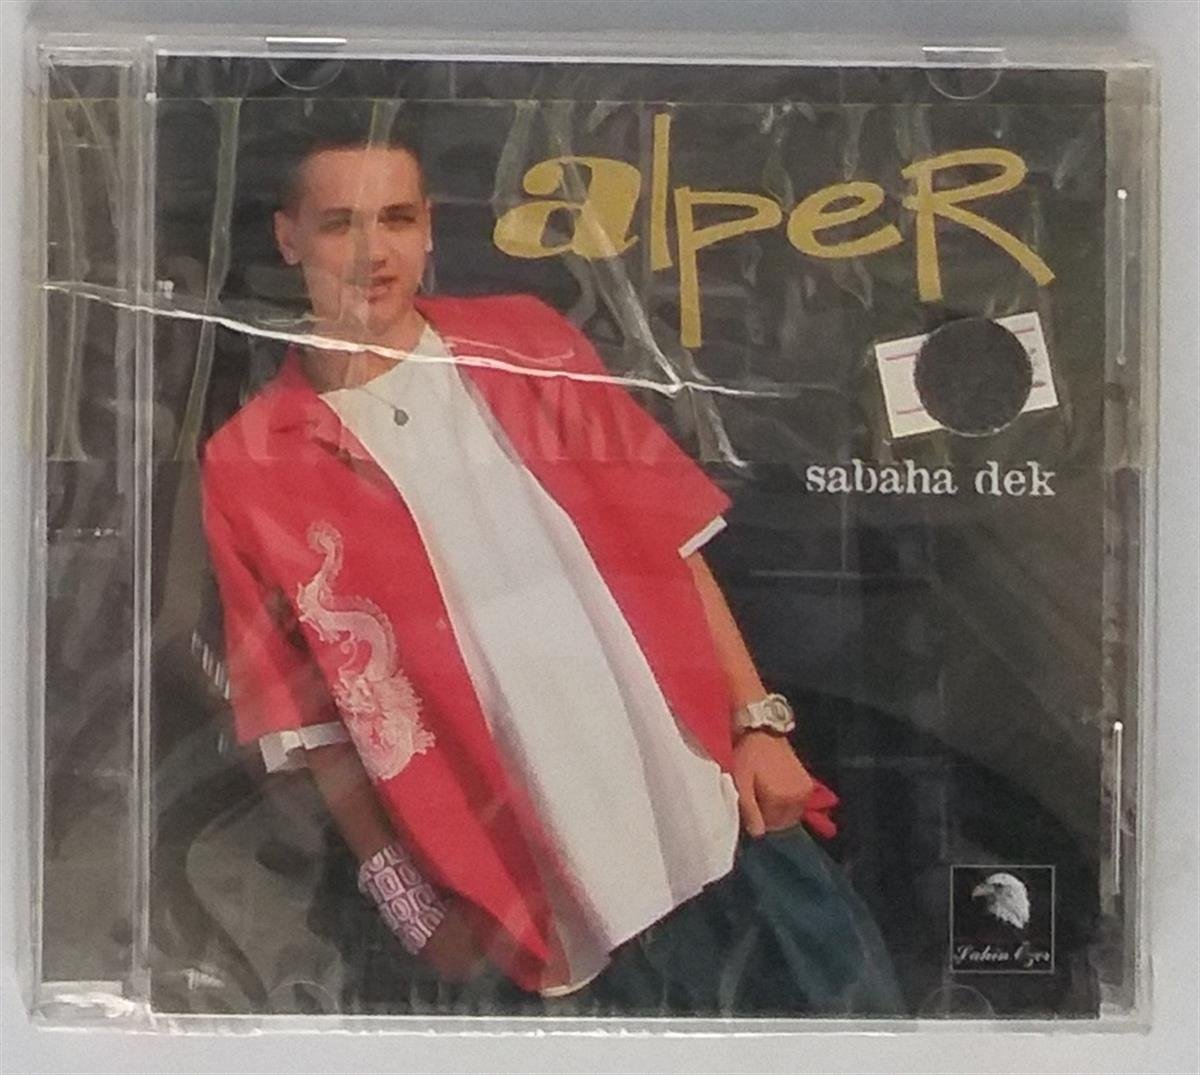 alpeR
sabaha dek
Şahin Özer